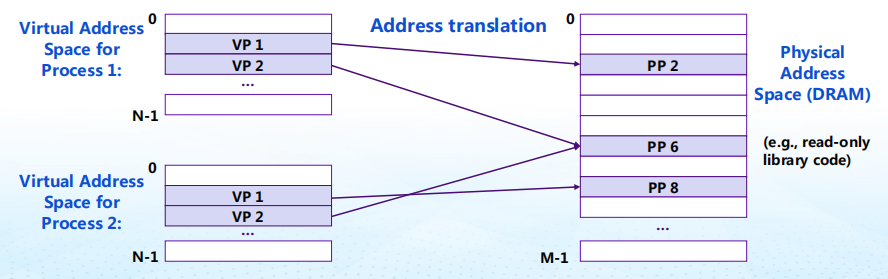 Virtual Address
Space for
Process 1:
0
VP 1
VP 2
...
N-1
Address translation
Virtual Address
Space for
Process 2:
0
VP 1
VP 2
...
N-1
0
PP 2
PP 6
PP 8
...
M-1
Physical
Address
Space (DRAM)
(e.g., read-only
library code)